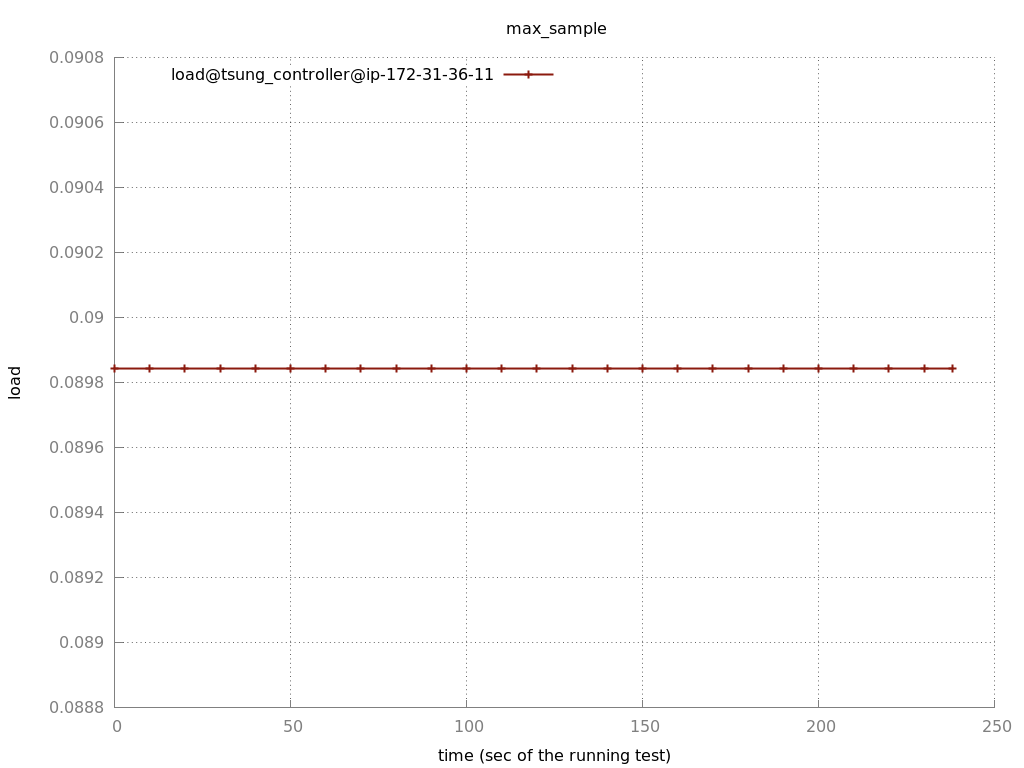 max_sample
load@tsung_controller@ip-172-31-36-11
0.0908
0.0906
0.0904
0.0902
0.09
0.0898
0.0896
0.0894
0.0892
0.089
0.0888
load
0 50 100 150 200 250
time (sec of the running test)